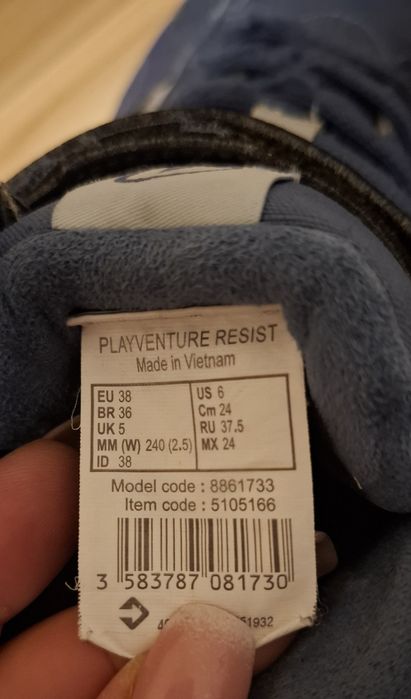 PLAYVENTURE RESIST
Made in Vietnam
EU 38 US 6
BR 36 Cm 24
UK 5 RU 37.5
MM (W) 240 (2.5) MX 24
ID 38
Model code : 8861733
Item code : 5105166
3 583787 081730